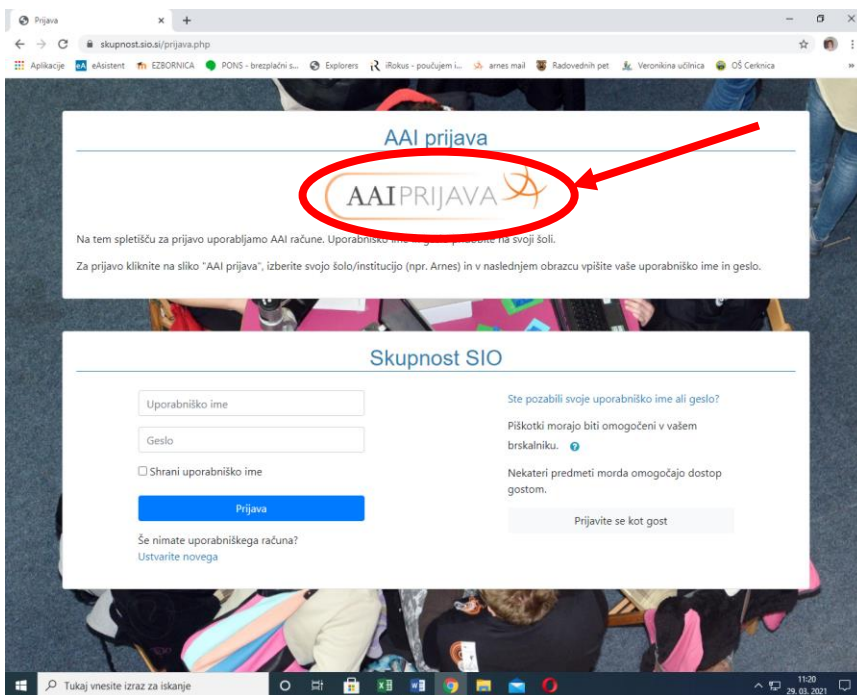 Prijava
skupnost.sio.si/prijava.php
Aplikacije eAsistent EZBORNICA PONS - brezplačni s... Explorers iRokus - poučujem i... arnes mail Radovednih pet Veronikina učilnica OŠ Cerknica
AAI prijava
AAI PRIJAVA
Na tem spletišču za prijavo uporabljamo AAI račune. Uporabniško ime na svoji šoli.
Za prijavo kliknite na sliko "AAI prijava", izberite svojo šolo/institucijo (npr. Arnes) in v naslednjem obrazcu vpišite vaše uporabniško ime in geslo.
Skupnost SIO
Uporabniško ime
Geslo
Shrani uporabniško ime
Prijava
Še nimate uporabniškega računa?
Ustvarite novega
Ste pozabili svoje uporabniško ime ali geslo?
Piškotki morajo biti omogočeni v vašem
brskalniku.
Nekateri predmeti morda omogočajo dostop
gostom.
Prijavite se kot gost
Tukaj vnesite izraz za iskanje
11:20
29. 03. 2021